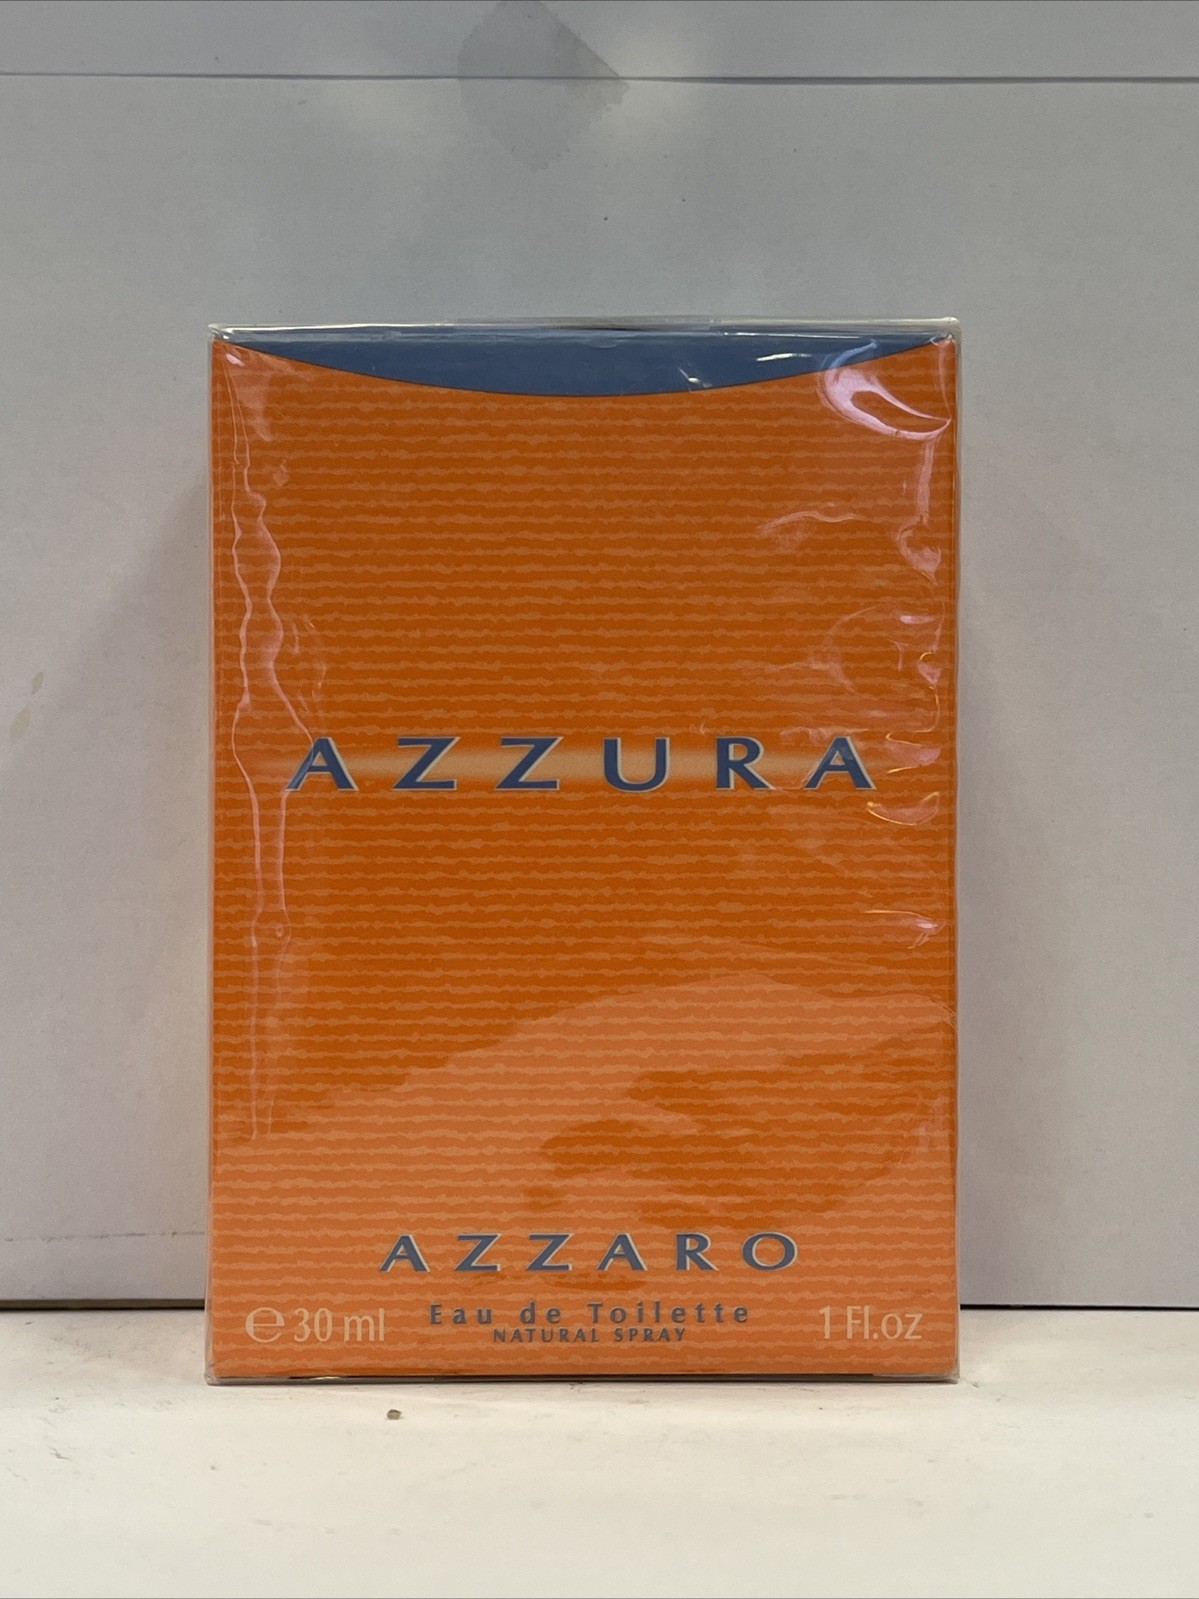 AZZURA
AZZARO
℮30 ml Eau de Toilette 1 Fl.oz
NATURAL SPRAY